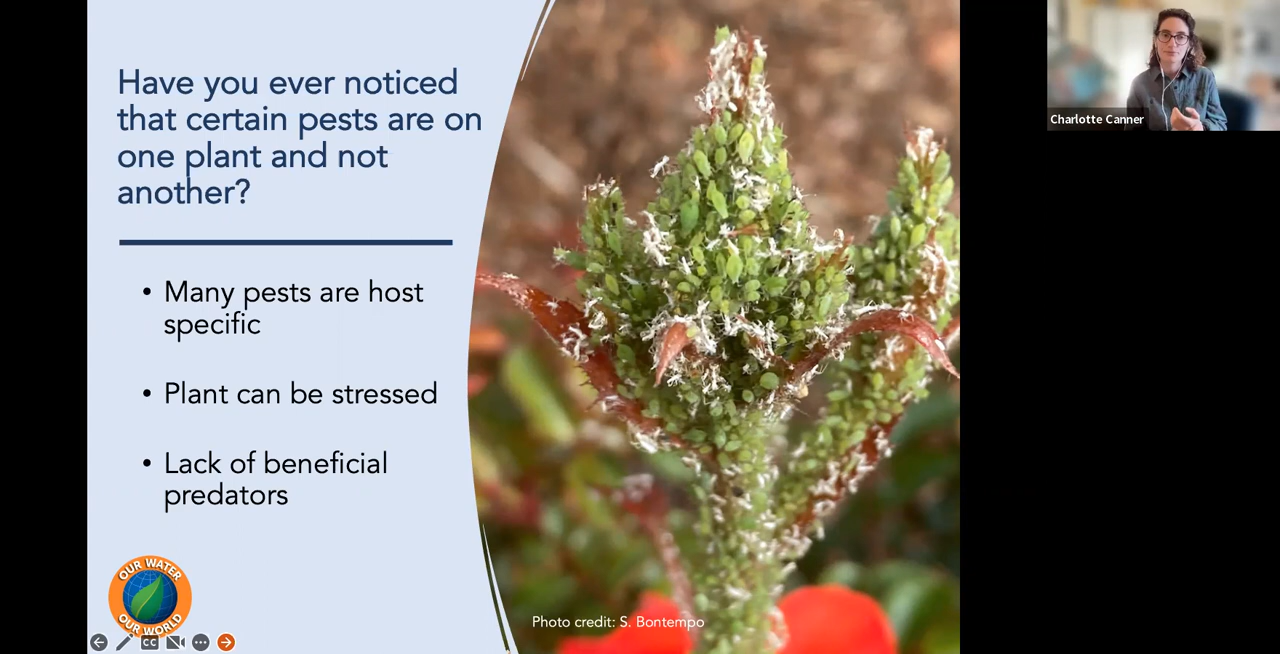 Have you ever noticed
that certain pests are on
one plant and not
another?
• Many pests are host
specific
• Plant can be stressed
• Lack of beneficial
predators
OUR WATER
OUR WORLD
CC
Photo credit: S. Bontempo
Charlotte Canner